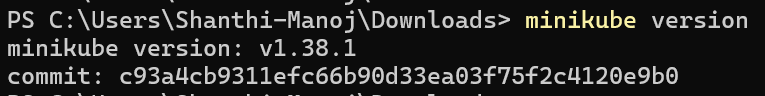 PS C:\Users\Shanthi-Manoj\Downloads> minikube version
minikube version: v1.38.1
commit: c93a4cb9311efc66b90d33ea03f75f2c4120e9b0